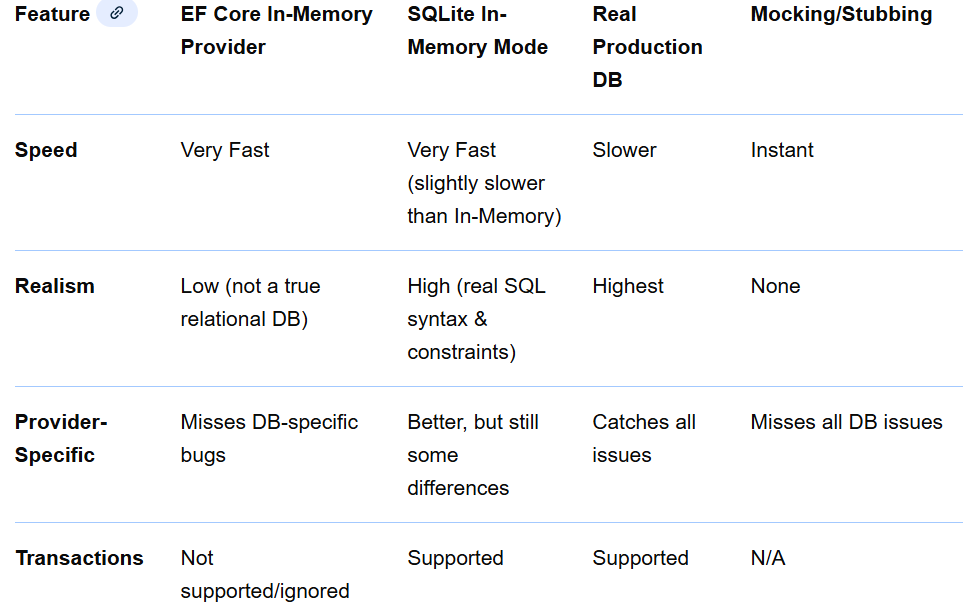 Feature
EF Core In-Memory
Provider
SQLite In-
Memory Mode
Real
Production
DB
Mocking/Stubbing
Speed
Very Fast
Very Fast
(slightly slower
than In-Memory)
Slower
Instant
Realism
Low (not a true
relational DB)
High (real SQL
syntax &
constraints)
Highest
None
Provider-
Specific
Misses DB-specific
bugs
Better, but still
some
differences
Catches all
issues
Misses all DB issues
Transactions
Not
supported/ignored
Supported
Supported
N/A